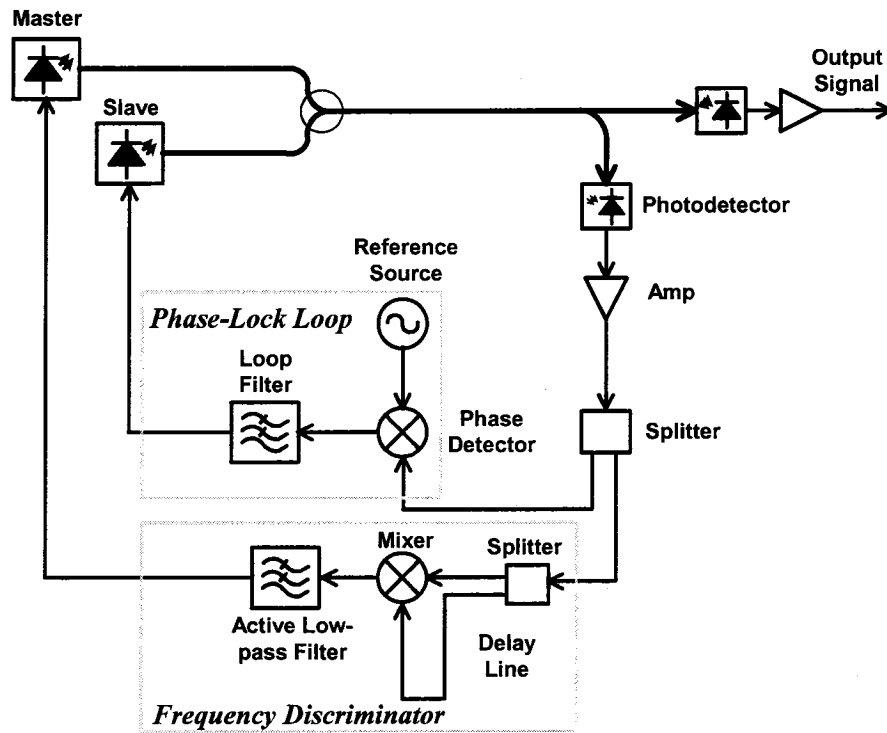 Master
Output
Signal
Slave
Photodetector
Reference
Source
Amp
Phase-Lock Loop
Loop
Filter
Phase
Detector
Splitter
Mixer
Splitter
Active Low-
pass Filter
Delay
Line
Frequency Discriminator